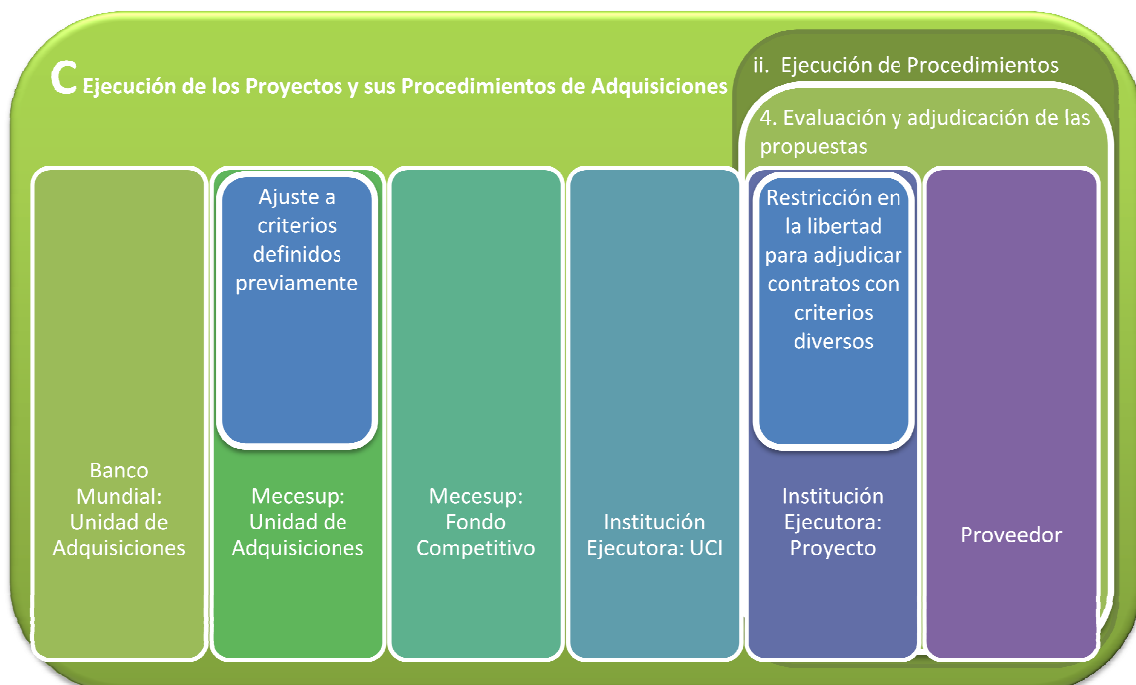 C Ejecución de los Proyectos y sus Procedimientos de Adquisiciones
ii. Ejecución de Procedimientos
4. Evaluación y adjudicación de las
propuestas
Ajuste a
criterios
definidos
previamente
Restricción en
la libertad
para adjudicar
contratos con
criterios
diversos
Banco
Mundial:
Unidad de
Adquisiciones
Mecesup:
Unidad de
Adquisiciones
Mecesup:
Fondo
Competitivo
Institución
Ejecutora: UCI
Institución
Ejecutora:
Proyecto
Proveedor